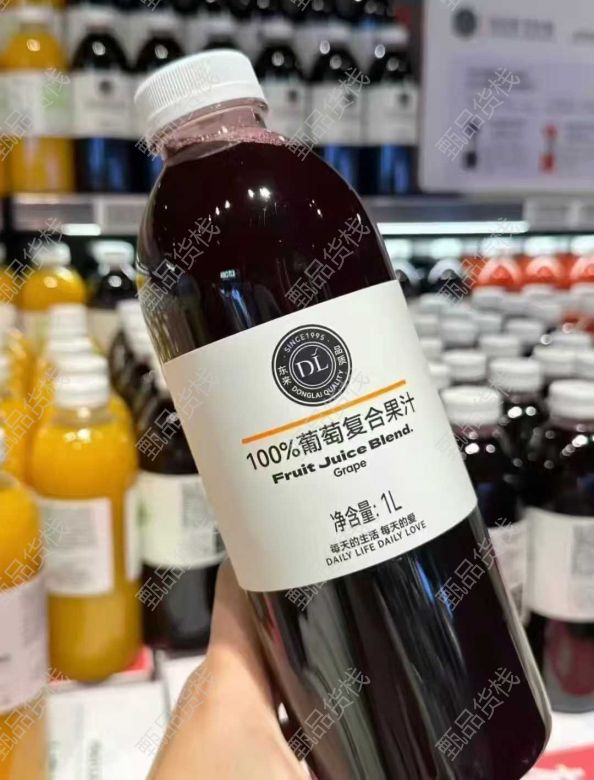 ·SINCE1995·
东来 品质
DL
DONGLAI QUALITY
100%葡萄复合果汁
Fruit Juice Blend.
Grape
净含量: 1L
每天的生活 每天的爱
DAILY LIFE DAILY LOVE
甄品货栈